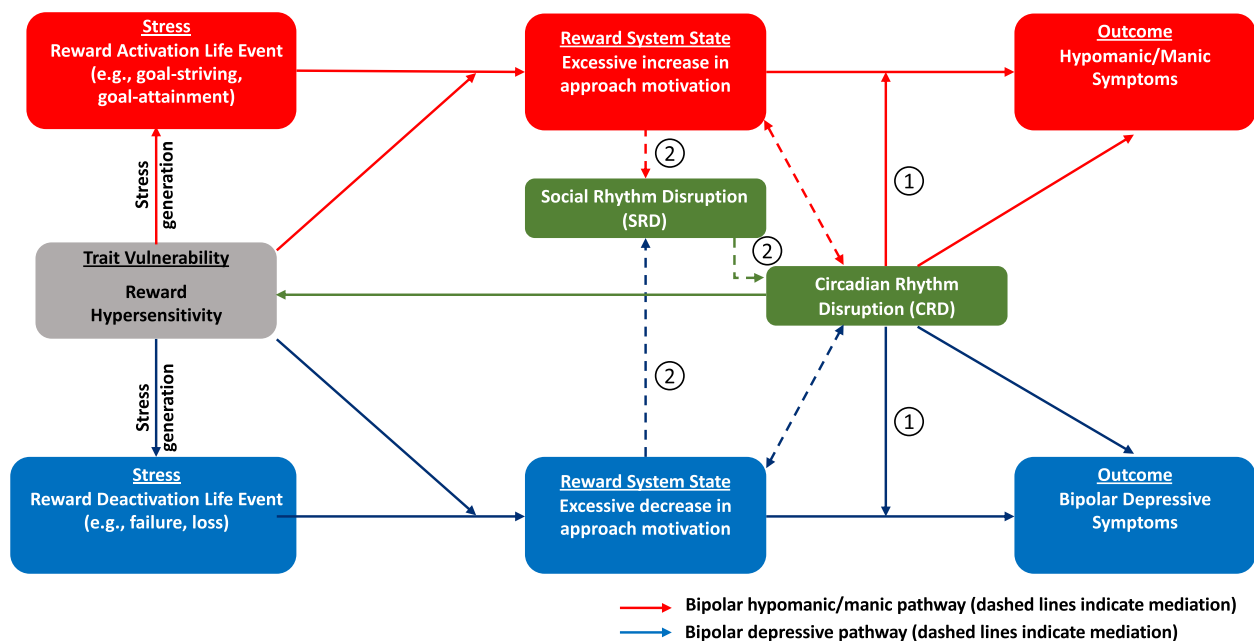 Stress
Reward Activation Life Event
(e.g., goal-striving,
goal-attainment)
Reward System State
Excessive increase in
approach motivation
Outcome
Hypomanic/Manic
Symptoms
Stress
generation
2
1
Social Rhythm Disruption
(SRD)
2
Trait Vulnerability
Reward
Hypersensitivity
Circadian Rhythm
Disruption (CRD)
Stress
generation
2
1
Stress
Reward Deactivation Life Event
(e.g., failure, loss)
Reward System State
Excessive decrease in
approach motivation
Outcome
Bipolar Depressive
Symptoms
Bipolar hypomanic/manic pathway (dashed lines indicate mediation)
Bipolar depressive pathway (dashed lines indicate mediation)